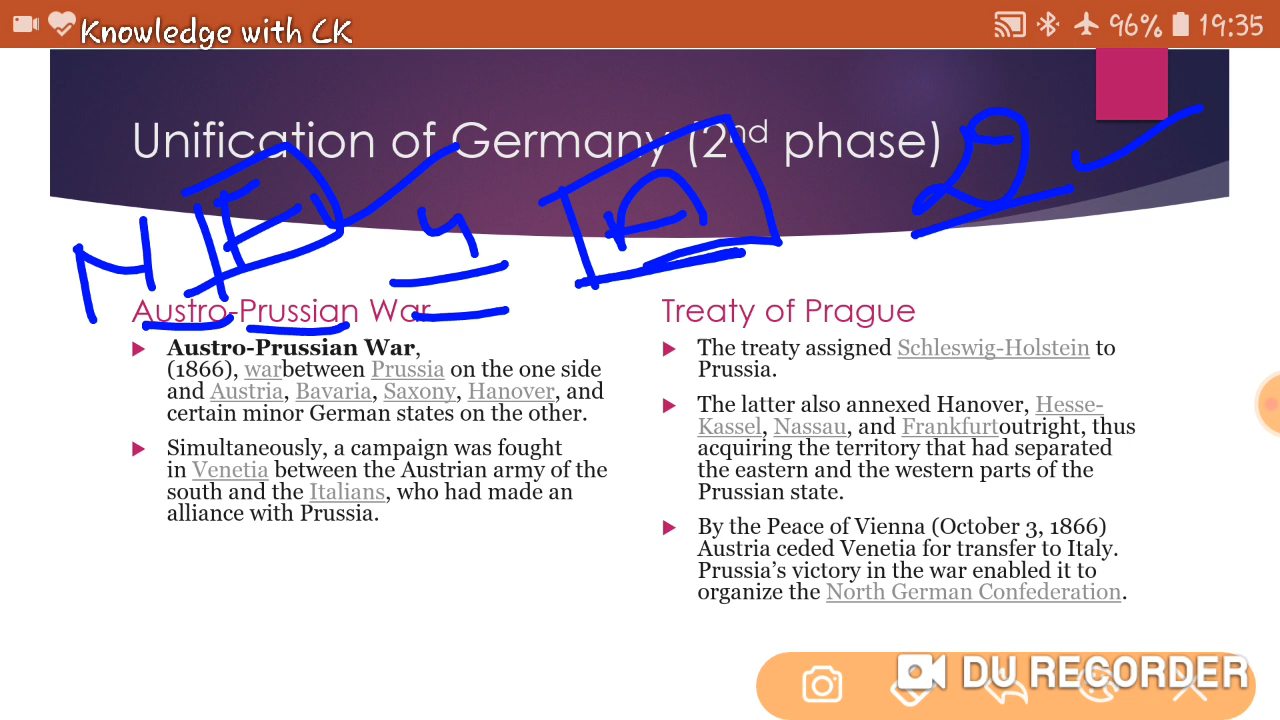 Knowledge with CK
96% 19:35
Unification of Germany (2nd phase)
Austro-Prussian War
Austro-Prussian War,
(1866), warbetween Prussia on the one side
and Austria, Bavaria, Saxony, Hanover, and
certain minor German states on the other.
Simultaneously, a campaign was fought
in Venetia between the Austrian army of the
south and the Italians, who had made an
alliance with Prussia.
Treaty of Prague
The treaty assigned Schleswig-Holstein to
Prussia.
The latter also annexed Hanover, Hesse-
Kassel, Nassau, and Frankfurtoutright, thus
acquiring the territory that had separated
the eastern and the western parts of the
Prussian state.
By the Peace of Vienna (October 3, 1866)
Austria ceded Venetia for transfer to Italy.
Prussia’s victory in the war enabled it to
organize the North German Confederation.
DU RECORDER